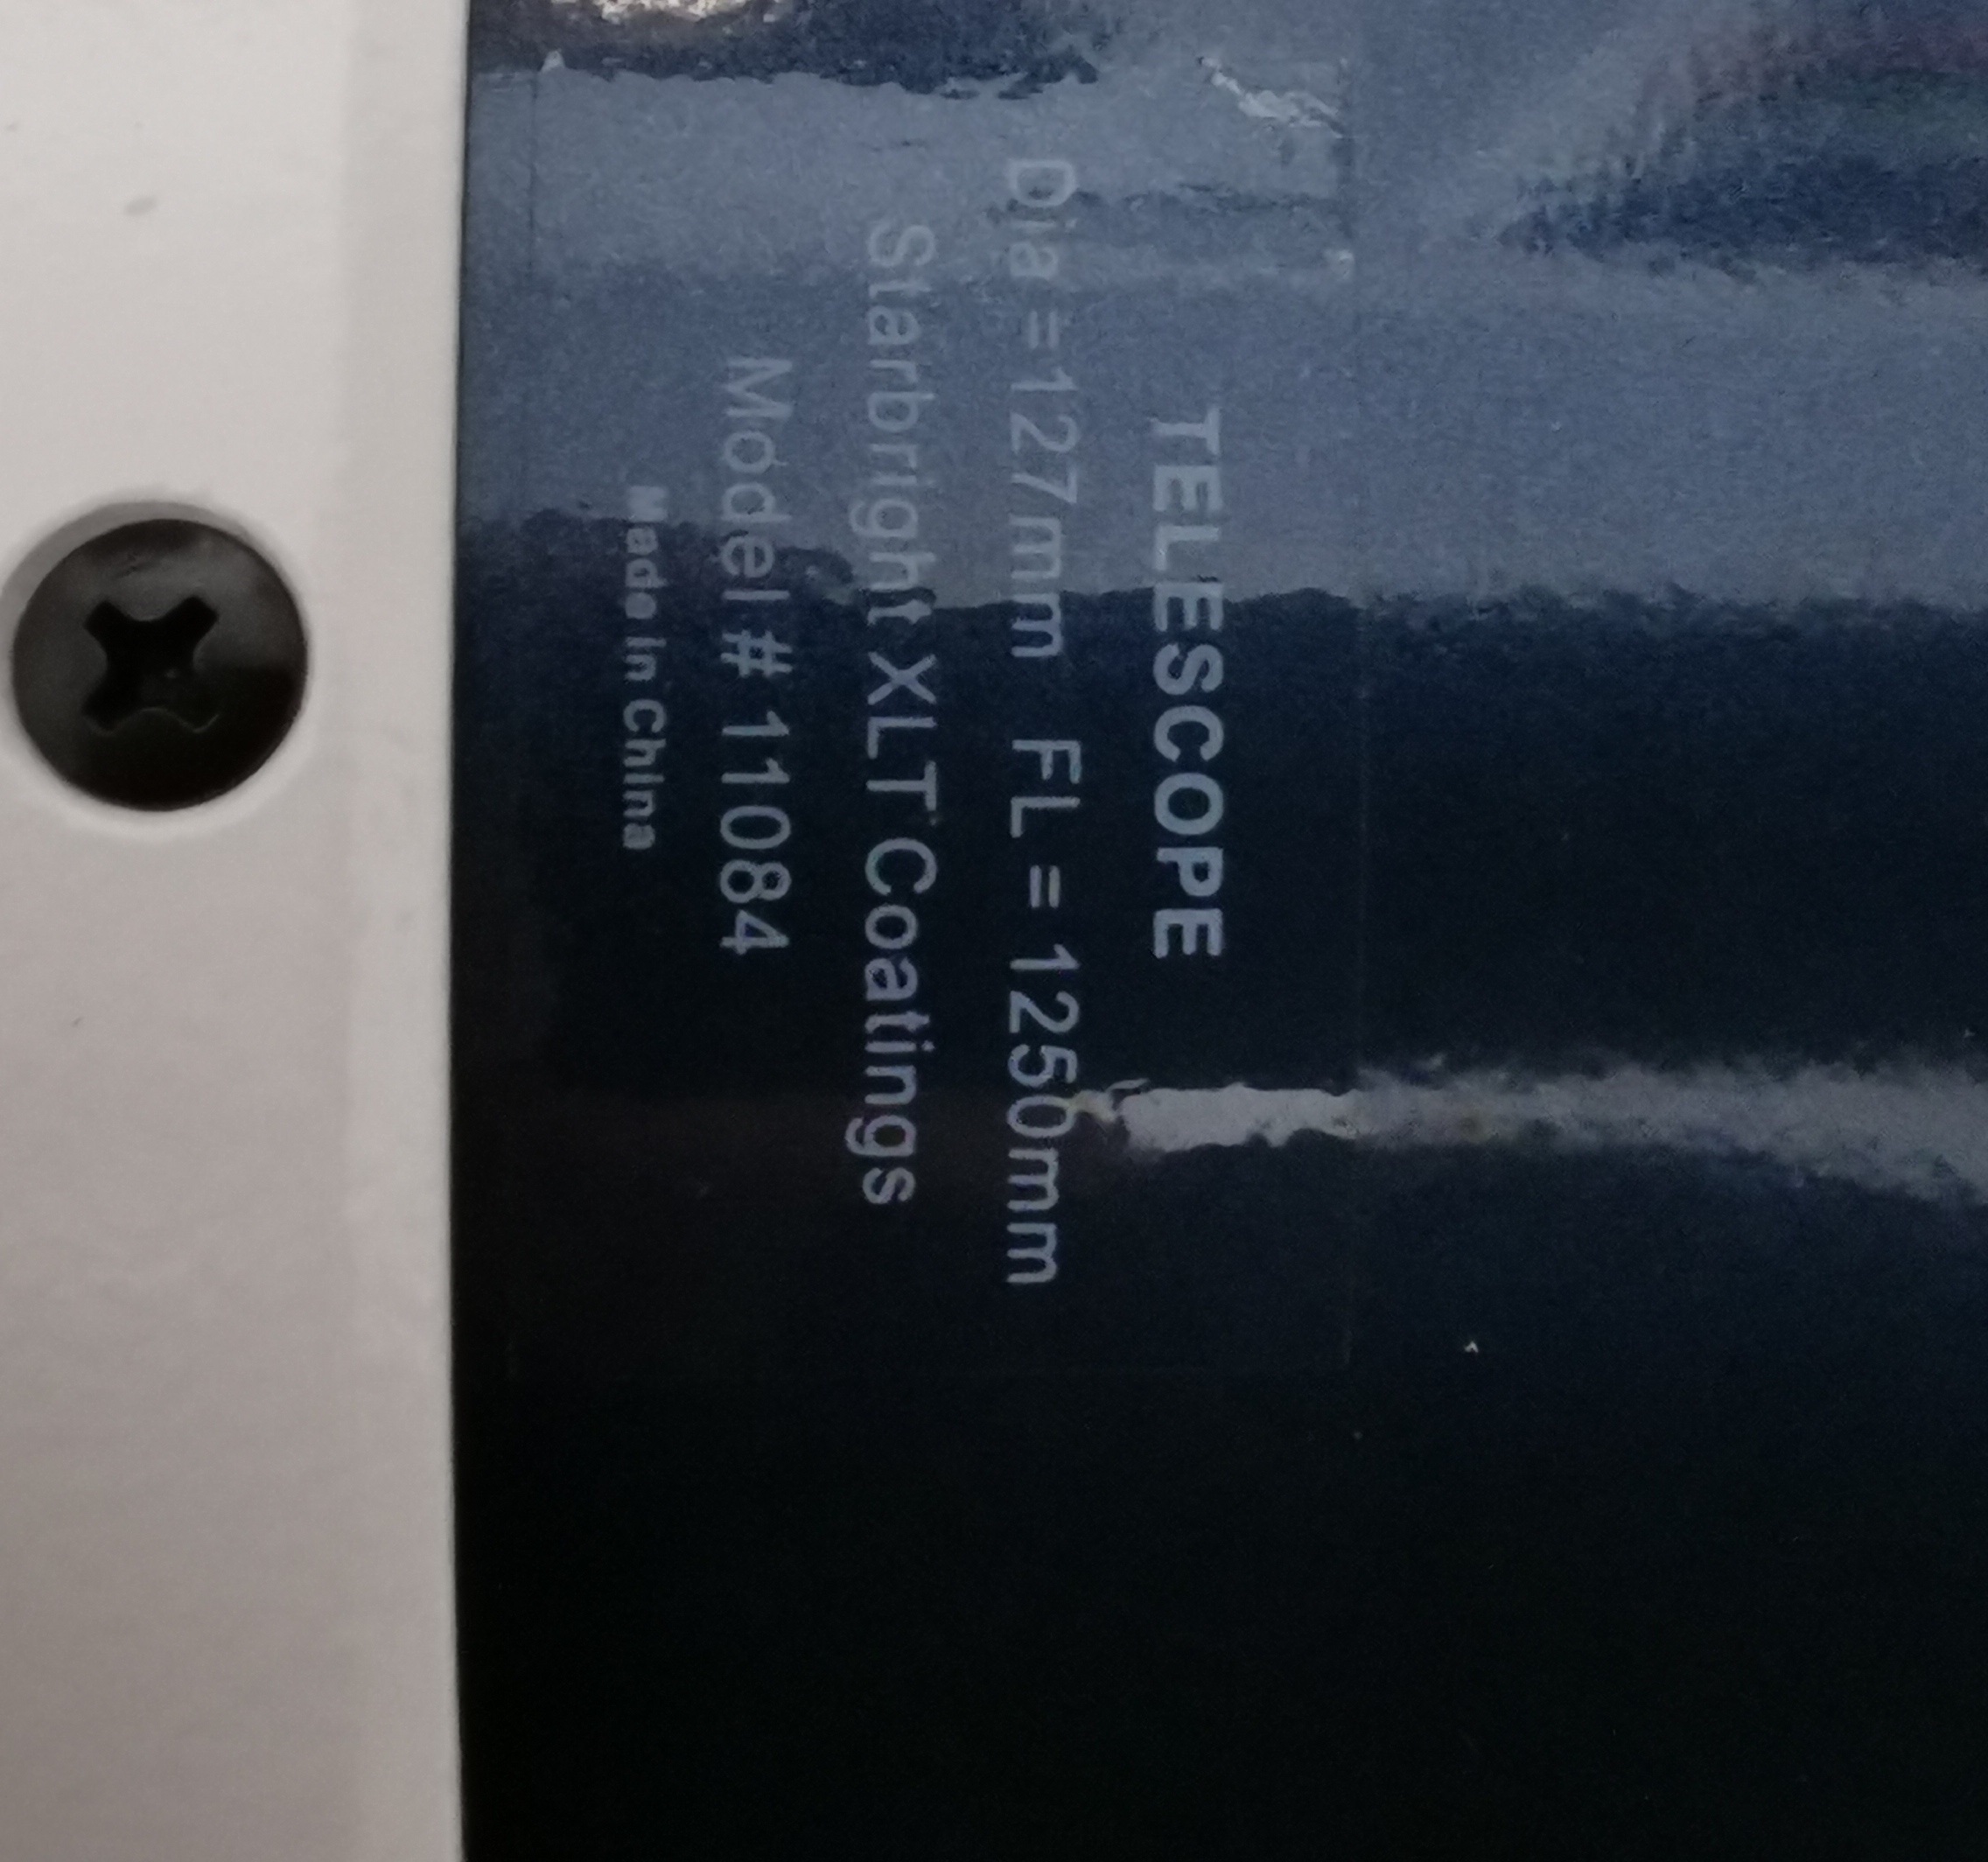 TELESCOPE
Dia = 127mm FL = 1250mm
Starbright XLT Coatings
Model # 11084
Made in China